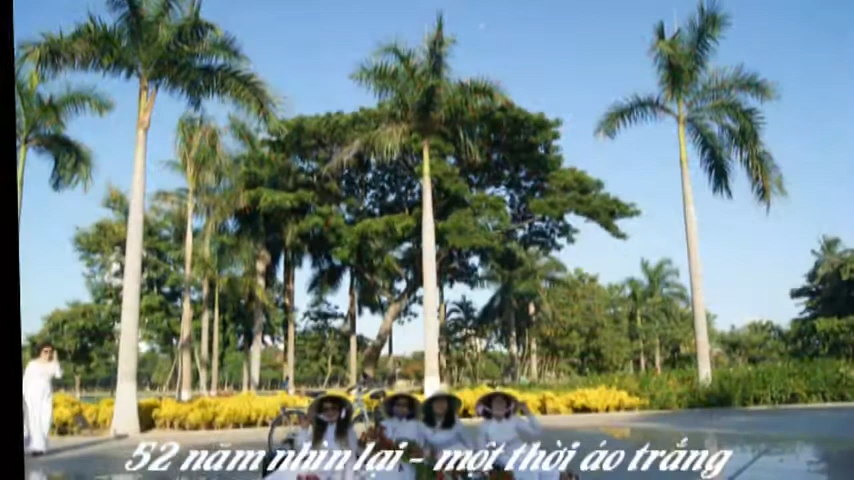 52 năm nhìn lại - một thời áo trắng